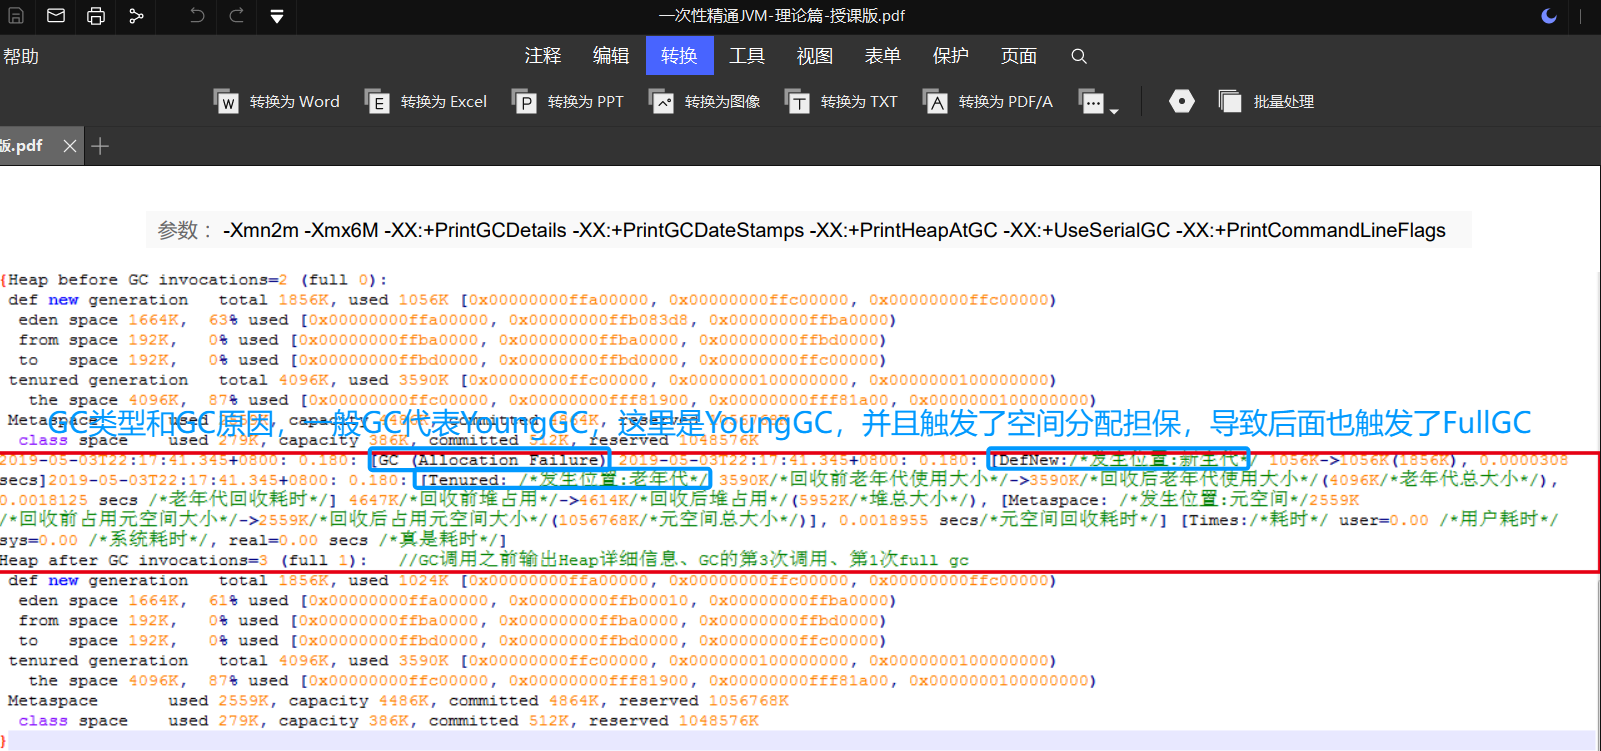 一次性精通JVM-理论篇-授课版.pdf
帮助 注释 编辑 转换 工具 视图 表单 保护 页面
W 转换为 Word E 转换为 Excel P 转换为 PPT 转换为图像 T 转换为 TXT A 转换为 PDF/A 批量处理
版.pdf
参数： -Xmn2m -Xmx6M -XX:+PrintGCDetails -XX:+PrintGCDateStamps -XX:+PrintHeapAtGC -XX:+UseSerialGC -XX:+PrintCommandLineFlags
{Heap before GC invocations=2 (full 0):
def new generation total 1856K, used 1056K [0x00000000ffa00000, 0x00000000ffc00000, 0x00000000ffc00000)
eden space 1664K, 63% used [0x00000000ffa00000, 0x00000000ffb083d8, 0x00000000ffba0000)
from space 192K, 0% used [0x00000000ffba0000, 0x00000000ffba0000, 0x00000000ffbd0000)
to space 192K, 0% used [0x00000000ffbd0000, 0x00000000ffbd0000, 0x00000000ffc00000)
tenured generation total 4096K, used 3590K [0x00000000ffc00000, 0x0000000100000000, 0x0000000100000000)
the space 4096K, 87% used [0x00000000ffc00000, 0x00000000fff81900, 0x00000000fff81a00, 0x0000000100000000)
GC类型和GC原因，一般GC代表YoungGC，这里是YoungGC，并且触发了空间分配担保，导致后面也触发了FullGC
Metaspace used 2559K, capacity 4486K, committed 4864K, reserved 1056768K
class space used 279K, capacity 386K, committed 512K, reserved 1048576K
2019-05-03T22:17:41.345+0800: 0.180: [GC (Allocation Failure) 2019-05-03T22:17:41.345+0800: 0.180: [DefNew:/*发生位置:新生代*/ 1056K->1056K(1856K), 0.0000308
secs]2019-05-03T22:17:41.345+0800: 0.180:[Tenured: /*发生位置:老年代*/ 3590K/*回收前老年代使用大小*/->3590K/*回收后老年代使用大小*/(4096K/*老年代总大小*/),
0.0018125 secs /*老年代回收耗时*/] 4647K/*回收前堆占用*/->4614K/*回收后堆占用*/(5952K/*堆总大小*/), [Metaspace: /*发生位置:元空间*/2559K
/*回收前占用元空间大小*/->2559K/*回收后占用元空间大小*/(1056768K/*元空间总大小*/)], 0.0018955 secs/*元空间回收耗时*/] [Times:/*耗时*/ user=0.00 /*用户耗时*/
sys=0.00 /*系统耗时*/, real=0.00 secs /*真是耗时*/]
Heap after GC invocations=3 (full 1): //GC调用之前输出Heap详细信息、GC的第3次调用、第1次full gc
def new generation total 1856K, used 1024K [0x00000000ffa00000, 0x00000000ffc00000, 0x00000000ffc00000)
eden space 1664K, 61% used [0x00000000ffa00000, 0x00000000ffb00010, 0x00000000ffba0000)
from space 192K, 0% used [0x00000000ffba0000, 0x00000000ffba0000, 0x00000000ffbd0000)
to space 192K, 0% used [0x00000000ffbd0000, 0x00000000ffbd0000, 0x00000000ffc00000)
tenured generation total 4096K, used 3590K [0x00000000ffc00000, 0x0000000100000000, 0x0000000100000000)
the space 4096K, 87% used [0x00000000ffc00000, 0x00000000fff81900, 0x00000000fff81a00, 0x0000000100000000)
Metaspace used 2559K, capacity 4486K, committed 4864K, reserved 1056768K
class space used 279K, capacity 386K, committed 512K, reserved 1048576K
}